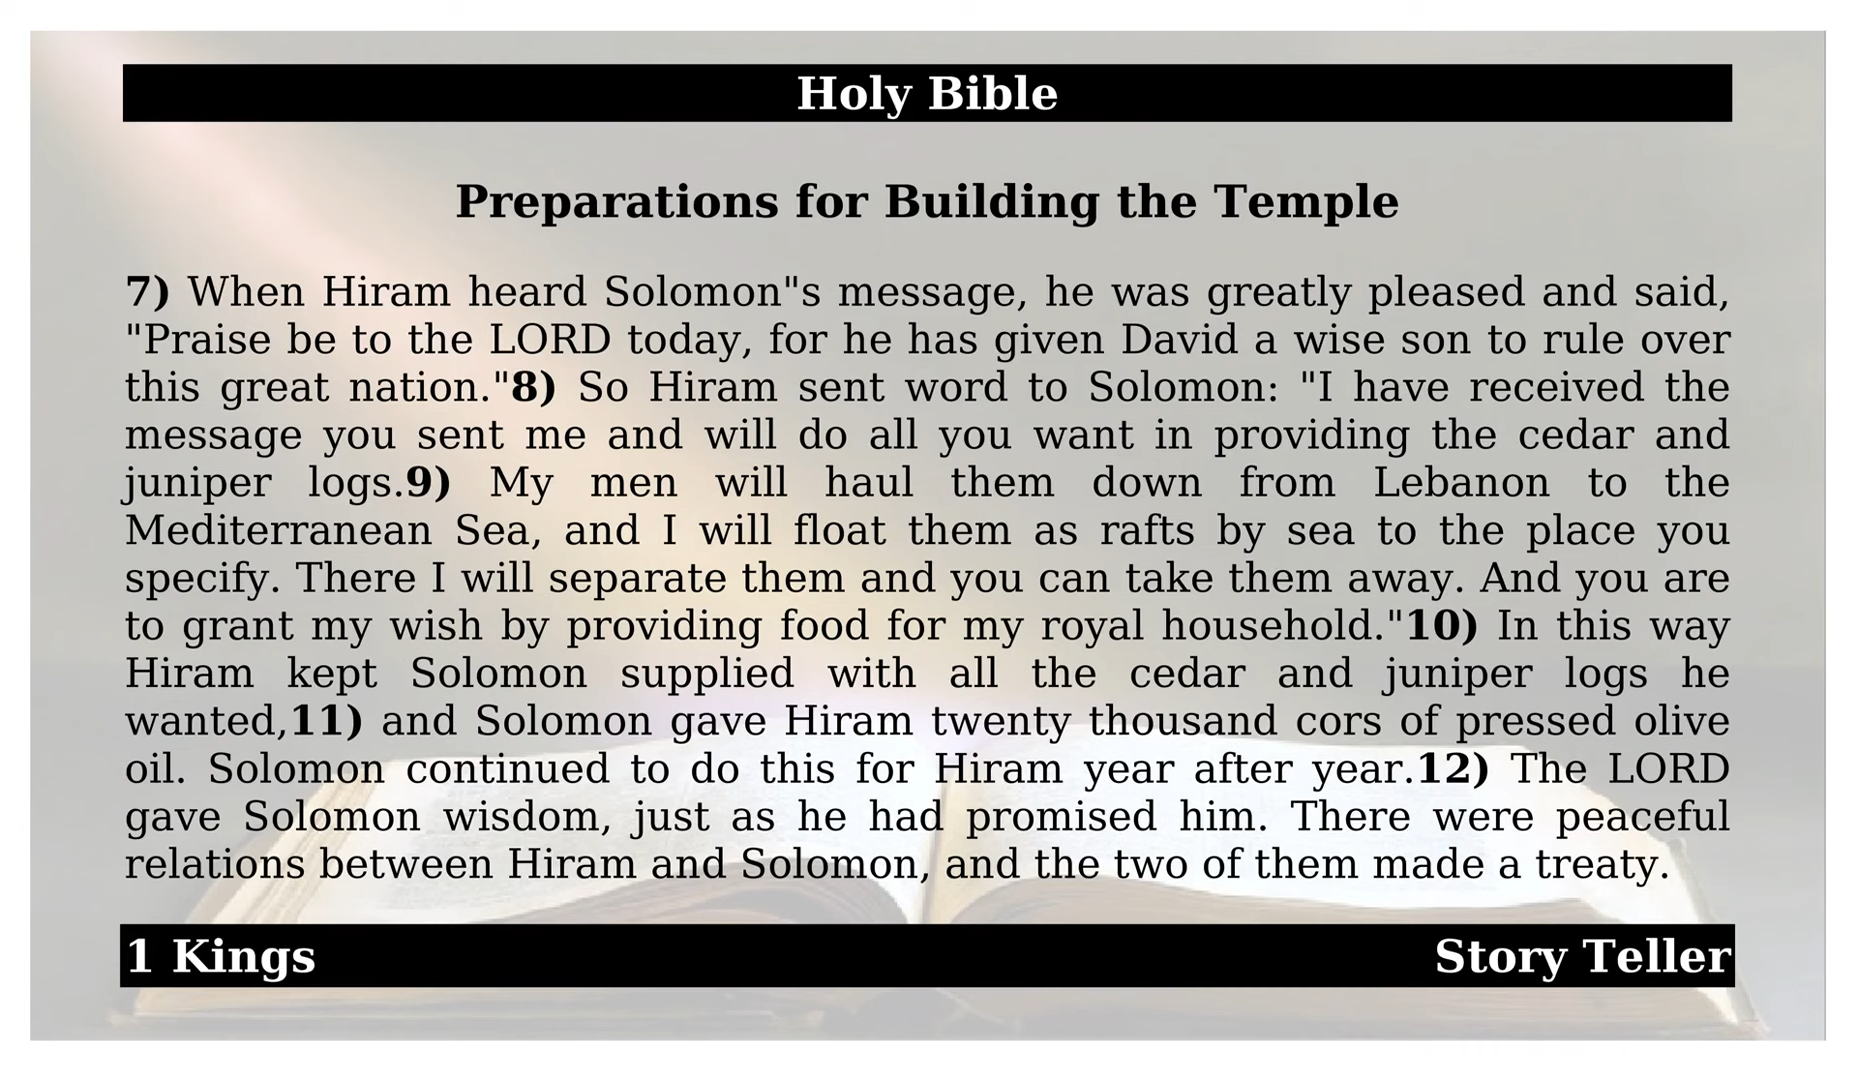 Holy Bible
Preparations for Building the Temple
7) When Hiram heard Solomon"s message, he was greatly pleased and said,
"Praise be to the LORD today, for he has given David a wise son to rule over
this great nation."8) So Hiram sent word to Solomon: "I have received the
message you sent me and will do all you want in providing the cedar and
juniper logs.9) My men will haul them down from Lebanon to the
Mediterranean Sea, and I will float them as rafts by sea to the place you
specify. There I will separate them and you can take them away. And you are
to grant my wish by providing food for my royal household."10) In this way
Hiram kept Solomon supplied with all the cedar and juniper logs he
wanted,11) and Solomon gave Hiram twenty thousand cors of pressed olive
oil. Solomon continued to do this for Hiram year after year.12) The LORD
gave Solomon wisdom, just as he had promised him. There were peaceful
relations between Hiram and Solomon, and the two of them made a treaty.
1 Kings Story Teller